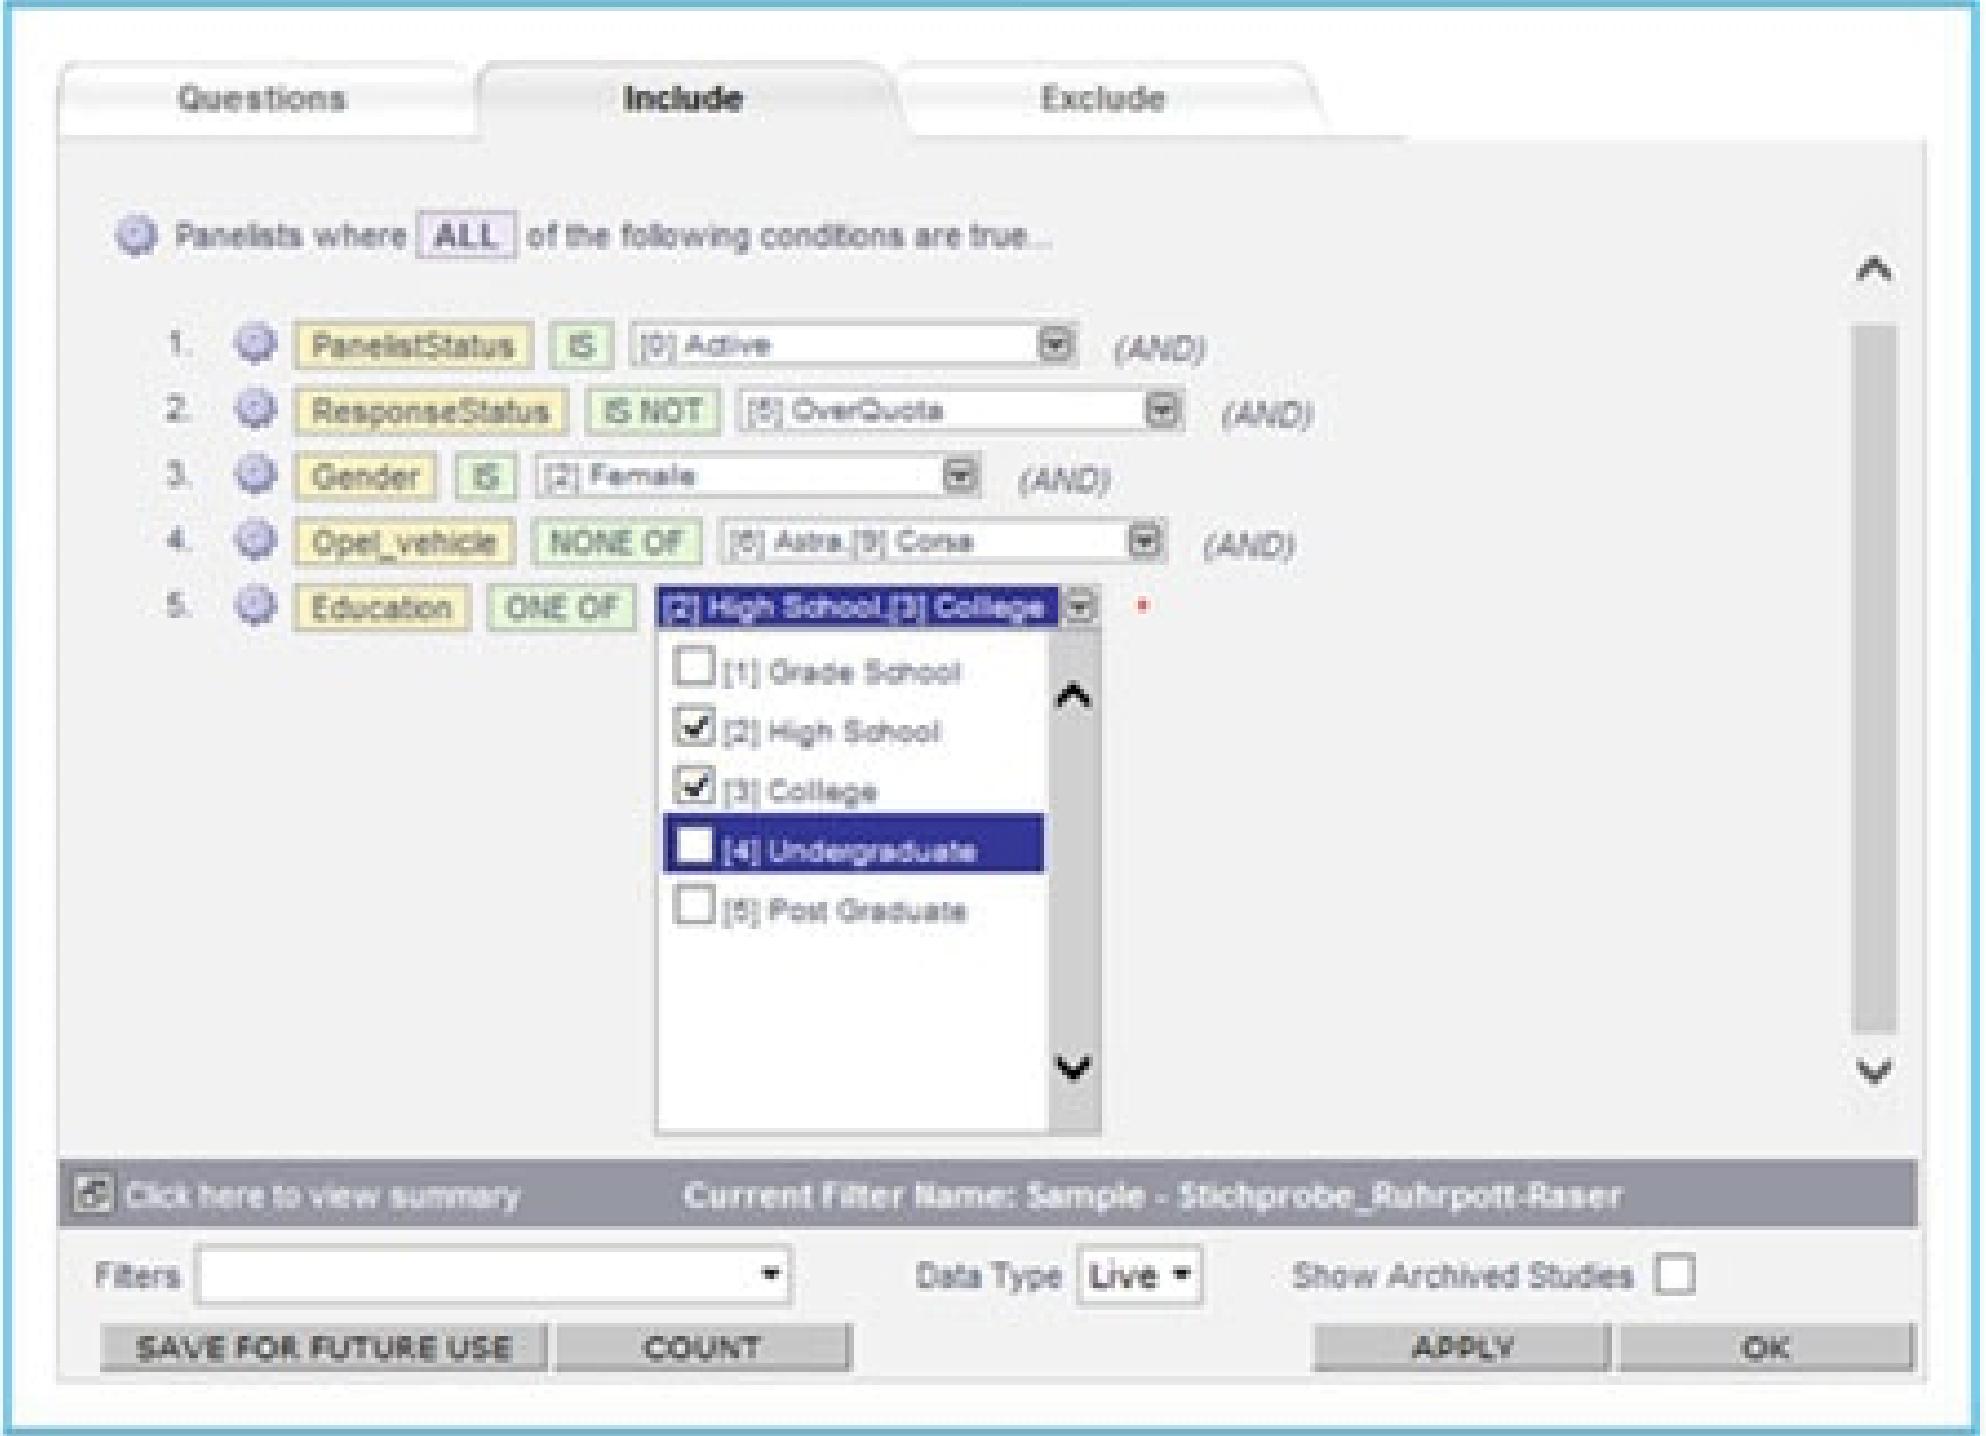 Questions Include Exclude
Panelists where ALL of the following conditions are true...
1. PanelistStatus IS [0] Active (AND)
2. ResponseStatus IS NOT [6] OverQuota (AND)
3. Gender IS [2] Female (AND)
4. Opel_vehicle NONE OF [6] Astra,[9] Corsa (AND)
5. Education ONE OF [2] High School,[3] College *
[1] Grade School
[2] High School
[3] College
[4] Undergraduate
[5] Post Graduate
Click here to view summary Current Filter Name: Sample - Stichprobe_Ruhrpott-Raser
Filters Data Type Live Show Archived Studies
SAVE FOR FUTURE USE COUNT APPLY OK